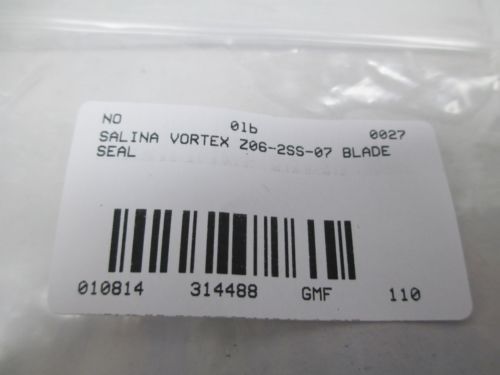 NO 01b 0027
SALINA VORTEX Z06-2SS-07 BLADE
SEAL
010814 314488 GMF 110